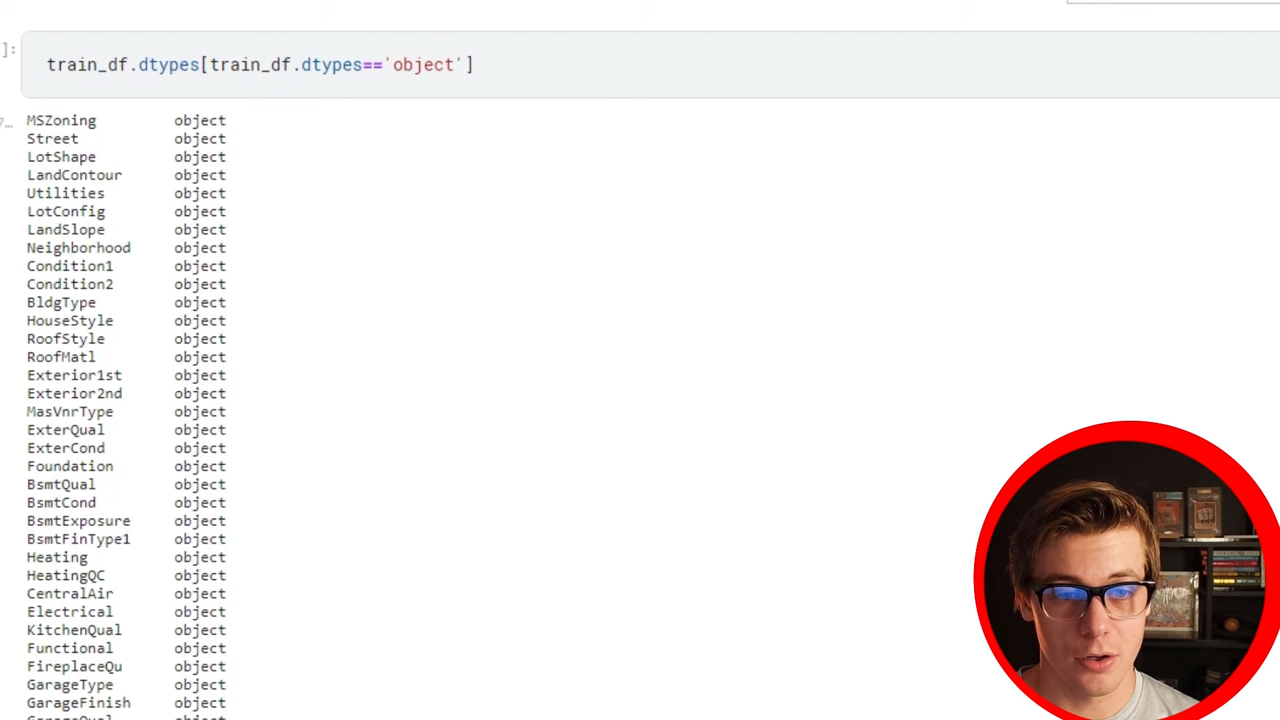 ]:
train_df.dtypes[train_df.dtypes=='object']
MSZoning object
Street object
LotShape object
LandContour object
Utilities object
LotConfig object
LandSlope object
Neighborhood object
Condition1 object
Condition2 object
BldgType object
HouseStyle object
RoofStyle object
RoofMatl object
Exterior1st object
Exterior2nd object
MasVnrType object
ExterQual object
ExterCond object
Foundation object
BsmtQual object
BsmtCond object
BsmtExposure object
BsmtFinType1 object
Heating object
HeatingQC object
CentralAir object
Electrical object
KitchenQual object
Functional object
FireplaceQu object
GarageType object
GarageFinish object